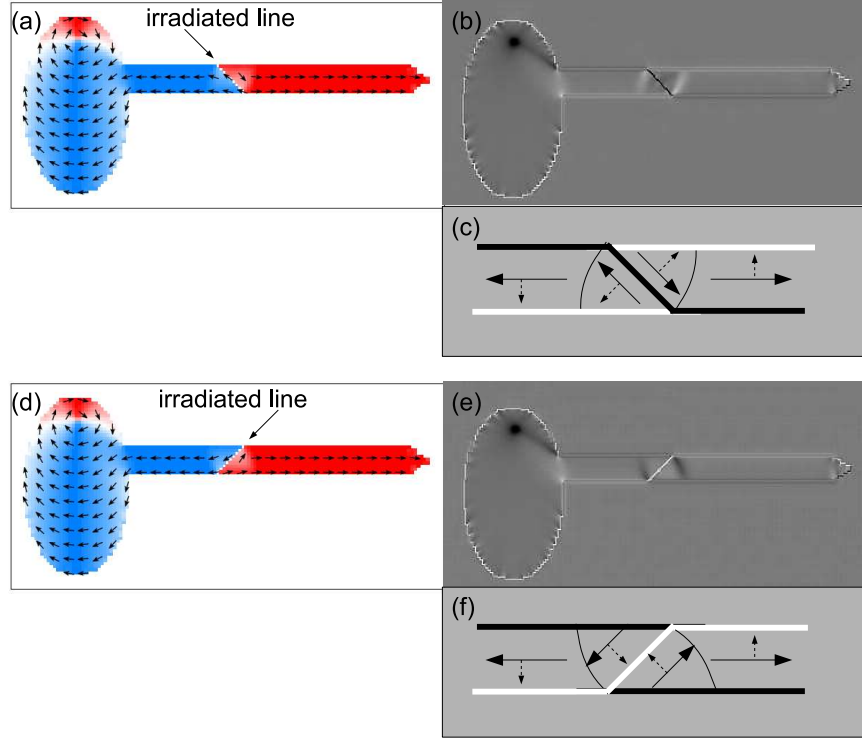 (a)
irradiated line
(b)
(c)
(d)
irradiated line
(e)
(f)